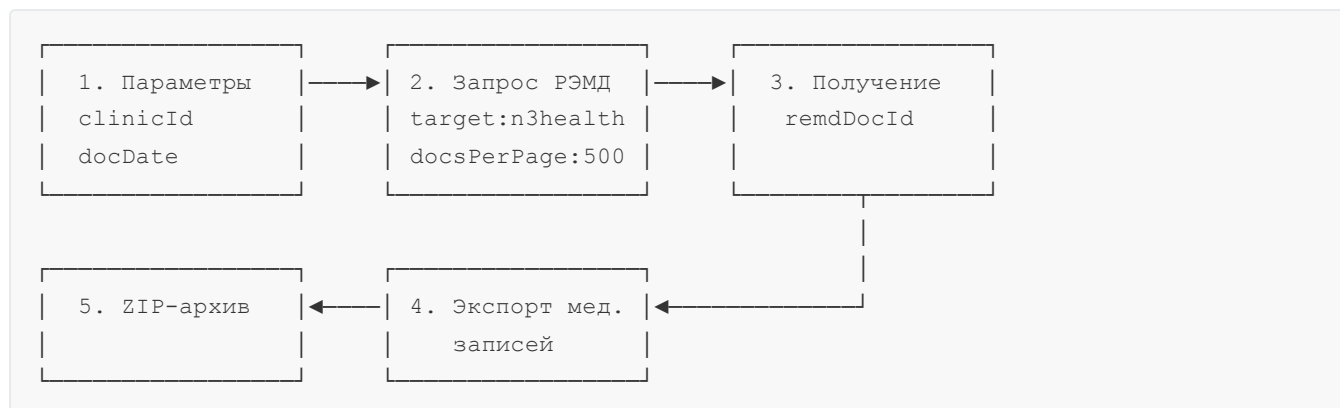 1. Параметры
clinicId
docDate
2. Запрос РЭМД
target:n3health
docsPerPage:500
3. Получение
remdDocId
5. ZIP-архив
4. Экспорт мед.
записей